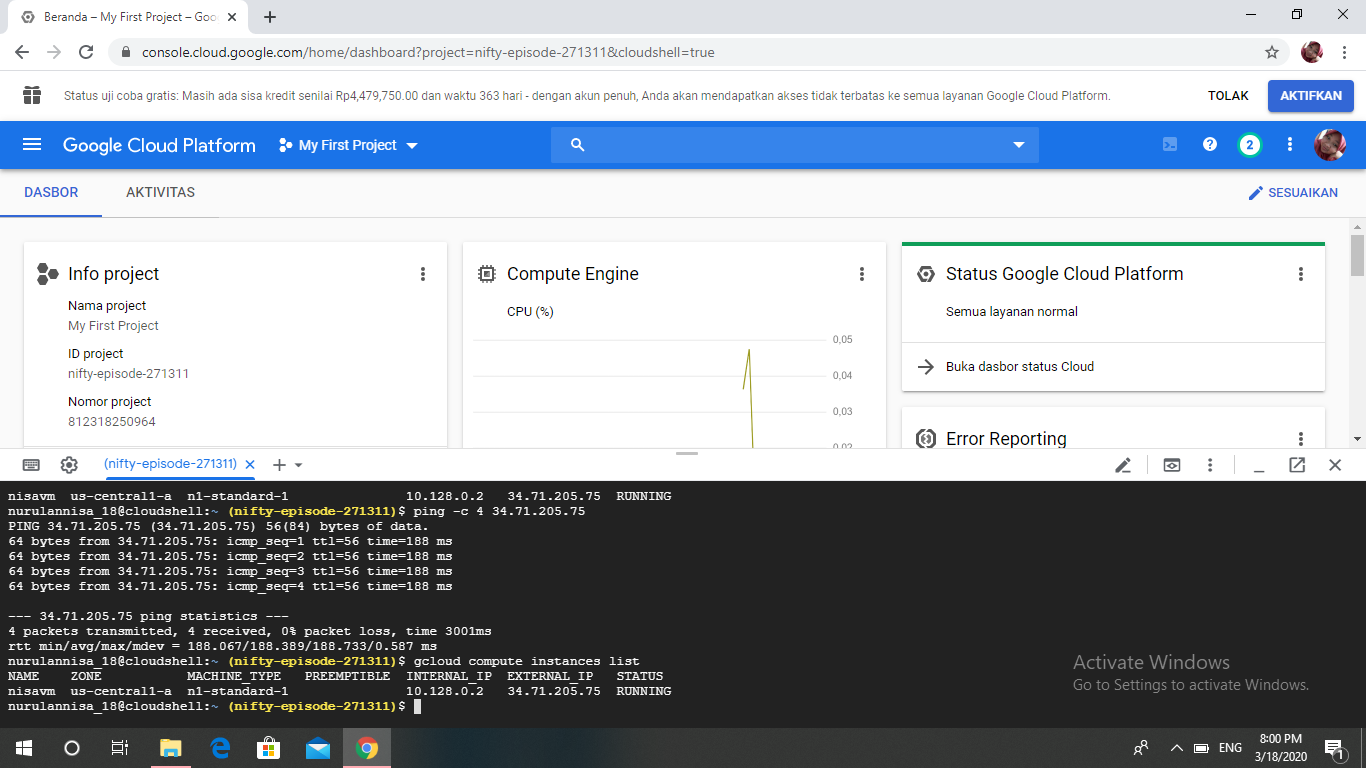 Beranda – My First Project – Goo
console.cloud.google.com/home/dashboard?project=nifty-episode-271311&cloudshell=true
Status uji coba gratis: Masih ada sisa kredit senilai Rp4,479,750.00 dan waktu 363 hari - dengan akun penuh, Anda akan mendapatkan akses tidak terbatas ke semua layanan Google Cloud Platform.
TOLAK
AKTIFKAN
Google Cloud Platform
My First Project
2
DASBOR
AKTIVITAS
SESUAIKAN
Info project
Nama project
My First Project
ID project
nifty-episode-271311
Nomor project
812318250964
Compute Engine
CPU (%)
0,05
0,04
0,03
0,02
Status Google Cloud Platform
Semua layanan normal
Buka dasbor status Cloud
Error Reporting
(nifty-episode-271311)
nisavm us-central1-a n1-standard-1 10.128.0.2 34.71.205.75 RUNNING
nurulannisa_18@cloudshell:~ (nifty-episode-271311)$ ping -c 4 34.71.205.75
PING 34.71.205.75 (34.71.205.75) 56(84) bytes of data.
64 bytes from 34.71.205.75: icmp_seq=1 ttl=56 time=188 ms
64 bytes from 34.71.205.75: icmp_seq=2 ttl=56 time=188 ms
64 bytes from 34.71.205.75: icmp_seq=3 ttl=56 time=188 ms
64 bytes from 34.71.205.75: icmp_seq=4 ttl=56 time=188 ms
--- 34.71.205.75 ping statistics ---
4 packets transmitted, 4 received, 0% packet loss, time 3001ms
rtt min/avg/max/mdev = 188.067/188.389/188.733/0.587 ms
nurulannisa_18@cloudshell:~ (nifty-episode-271311)$ gcloud compute instances list
NAME ZONE MACHINE_TYPE PREEMPTIBLE INTERNAL_IP EXTERNAL_IP STATUS
nisavm us-central1-a n1-standard-1 10.128.0.2 34.71.205.75 RUNNING
nurulannisa_18@cloudshell:~ (nifty-episode-271311)$
Activate Windows
Go to Settings to activate Windows.
ENG
8:00 PM
3/18/2020
1